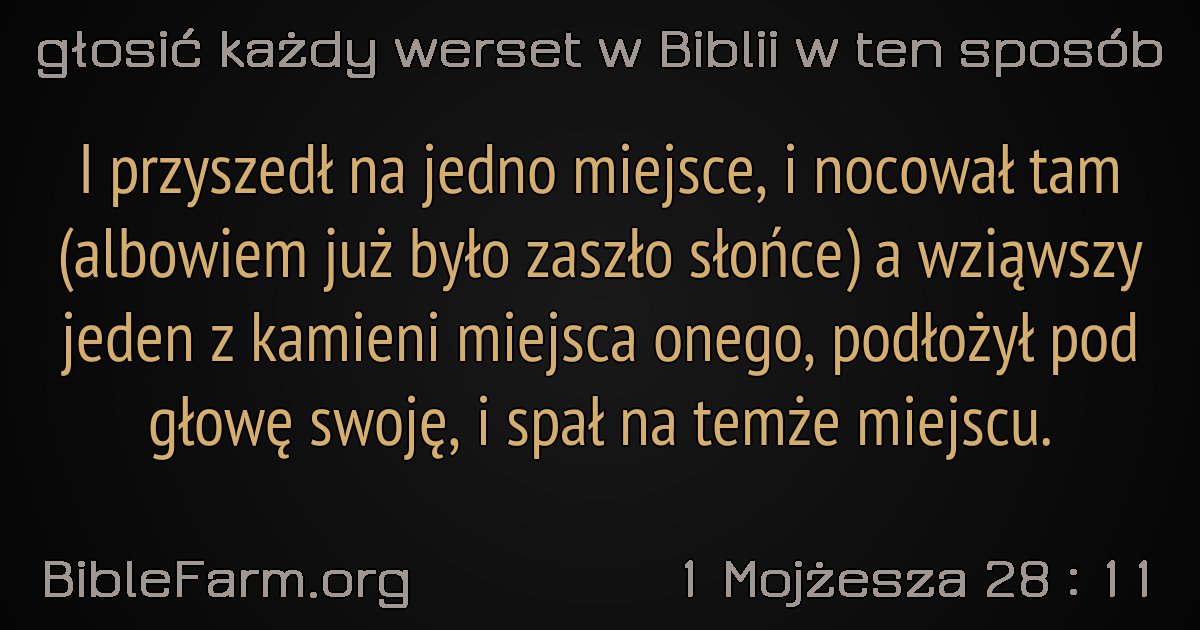 głosić każdy werset w Biblii w ten sposób
I przyszedł na jedno miejsce, i nocował tam
(albowiem już było zaszło słońce) a wziąwszy
jeden z kamieni miejsca onego, podłożył pod
głowę swoję, i spał na temże miejscu.
BibleFarm.org
1 Mojżesza 28 : 11